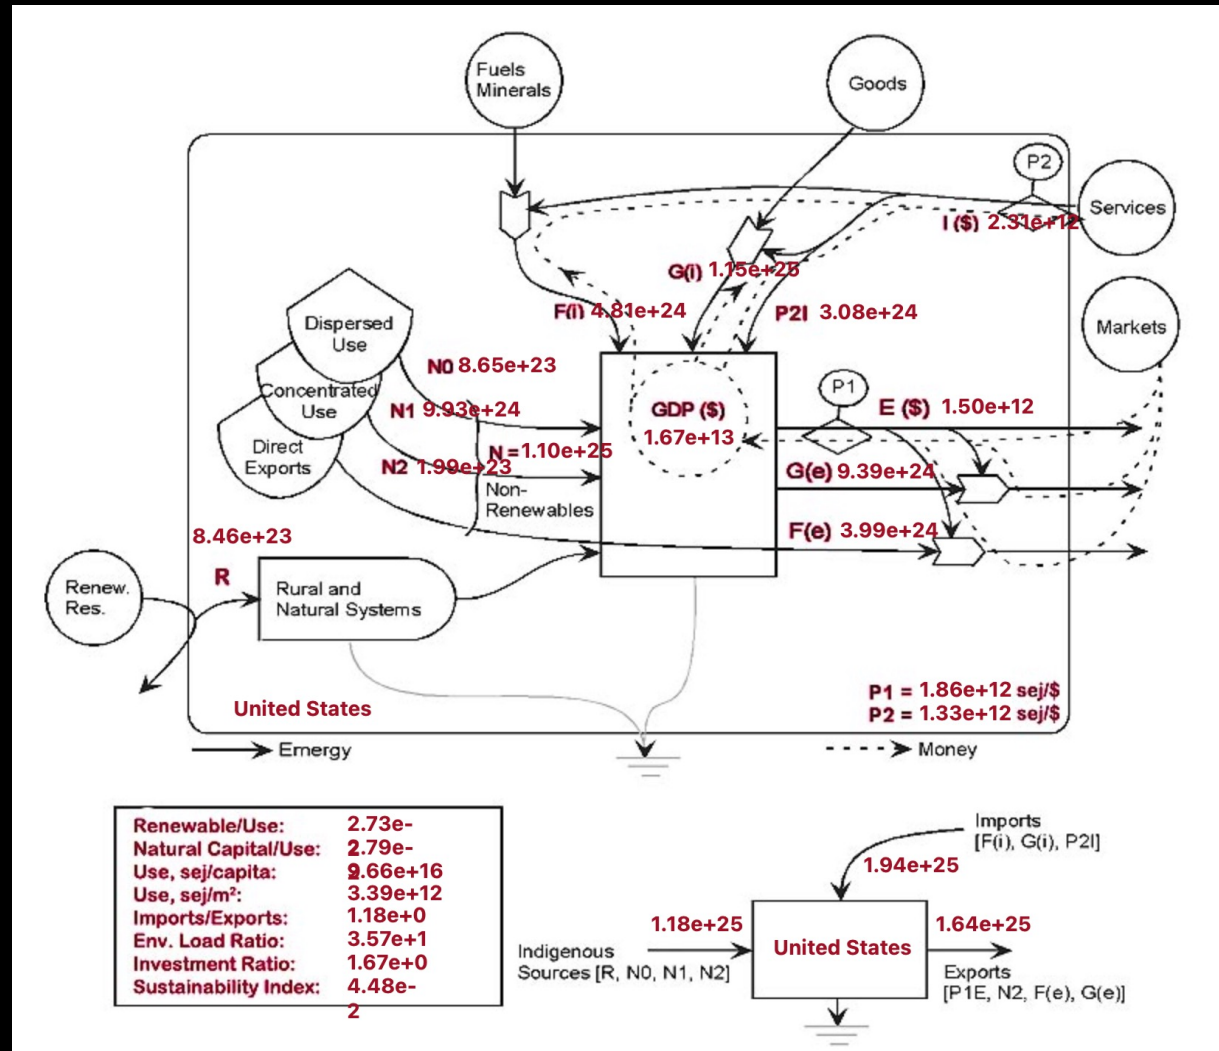 Fuels
Minerals
Goods
P2
Services
I ($) 2.31e+12
G(i) 1.15e+25
F(i) 4.81e+24
P2I 3.08e+24
Markets
Dispersed
Use
Concentrated
Use
Direct
Exports
N0 8.65e+23
N1 9.93e+24
N = 1.10e+25
N2 1.99e+23
Non-
Renewables
GDP ($)
1.67e+13
P1
E ($) 1.50e+12
G(e) 9.39e+24
F(e) 3.99e+24
8.46e+23
R
Renew.
Res.
Rural and
Natural Systems
United States
P1 = 1.86e+12 sej/$
P2 = 1.33e+12 sej/$
Emergy
Money
Renewable/Use: 2.73e-2
Natural Capital/Use: 2.79e-2
Use, sej/capita: 9.66e+16
Use, sej/m²: 3.39e+12
Imports/Exports: 1.18e+0
Env. Load Ratio: 3.57e+1
Investment Ratio: 1.67e+0
Sustainability Index: 4.48e-2
Imports
[F(i), G(i), P2I]
1.94e+25
1.18e+25
Indigenous
Sources [R, N0, N1, N2]
United States
1.64e+25
Exports
[P1E, N2, F(e), G(e)]